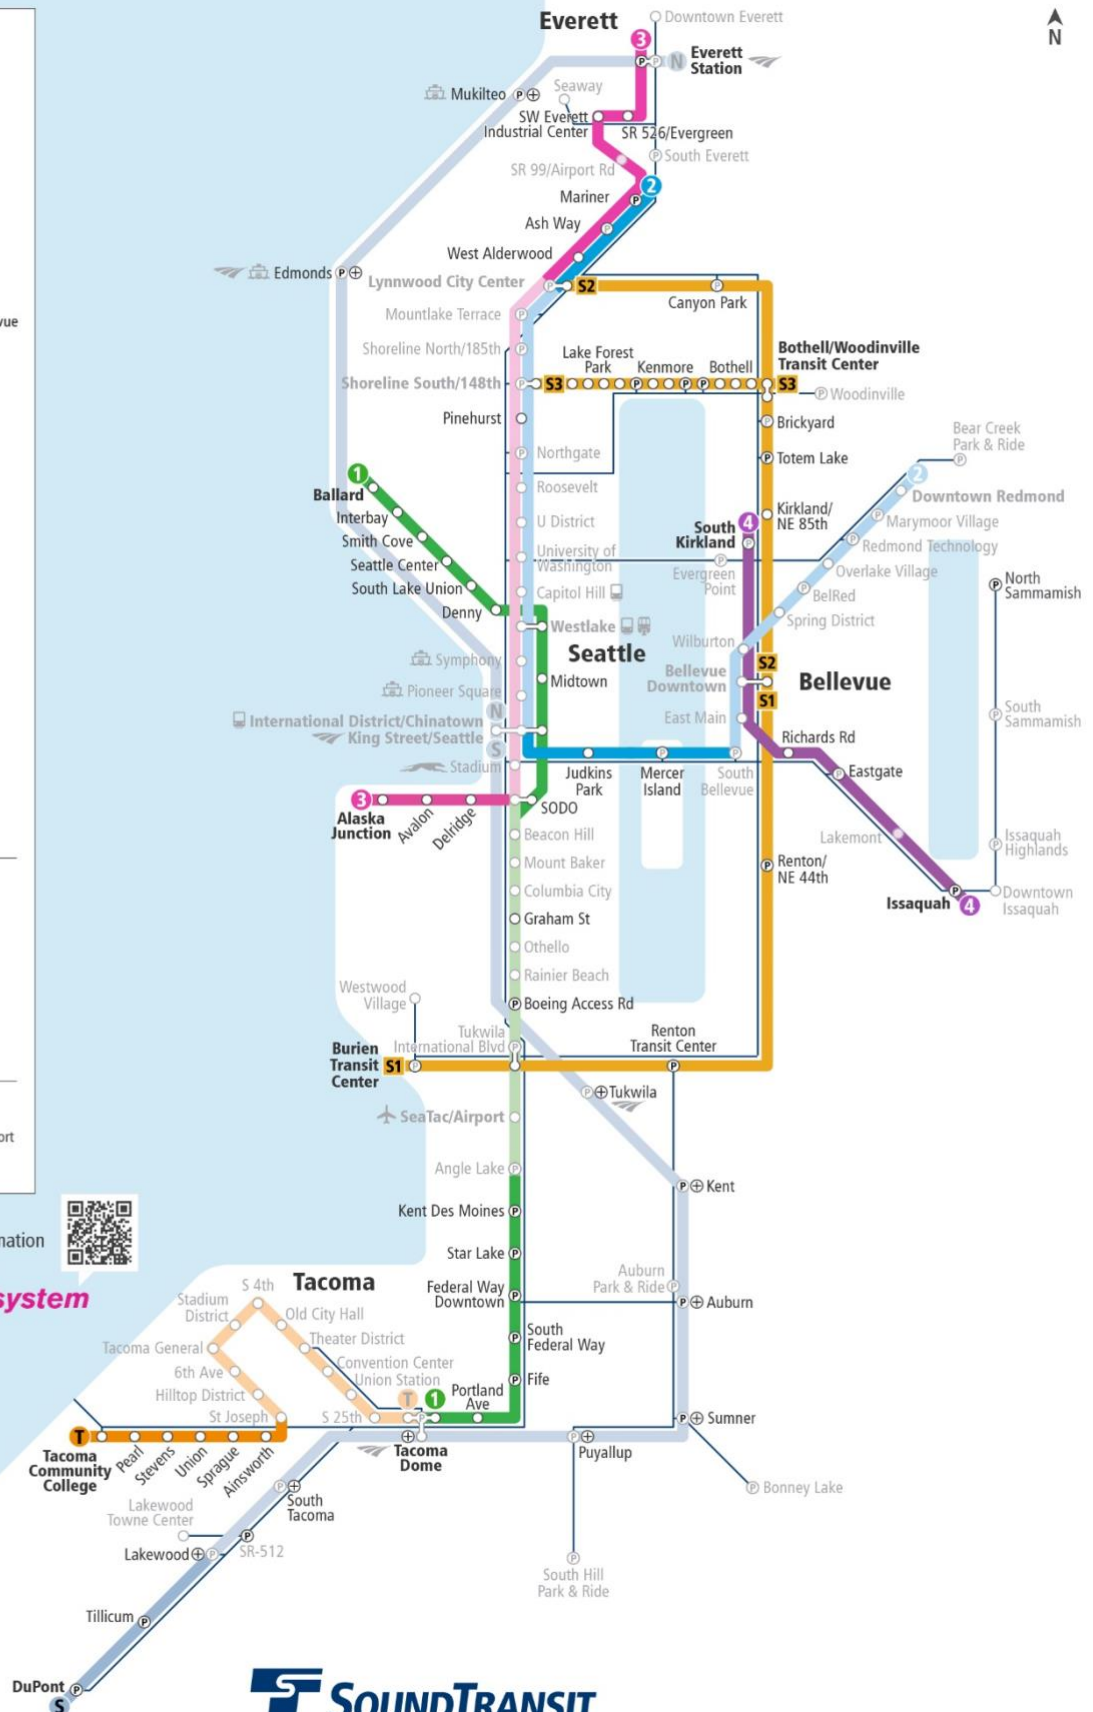 Everett
Downtown Everett
N
3
P
P
N
Everett
Station
Mukilteo
P
Seaway
SW Everett
Industrial Center
SR 526/Evergreen
P
South Everett
SR 99/Airport Rd
2
Mariner
P
Ash Way
P
West Alderwood
Edmonds
P
Lynnwood City Center
P
S2
P
Canyon Park
Mountlake Terrace
P
vue
Shoreline North/185th
P
Lake Forest
Park
Kenmore
Bothell
Bothell/Woodinville
Transit Center
Shoreline South/148th
P
S3
P
P
P
S3
P
Woodinville
Pinehurst
P
Brickyard
Bear Creek
Park & Ride
P
Northgate
P
P
Totem Lake
1
Ballard
2
Downtown Redmond
Roosevelt
Interbay
Kirkland/
NE 85th
P
Marymoor Village
South
Kirkland
4
P
U District
Smith Cove
P
Redmond Technology
University of
Washington
P
Evergreen
Point
Seattle Center
Overlake Village
South Lake Union
Capitol Hill
P
BelRed
P
North
Sammamish
Denny
Spring District
Westlake
Seattle
Wilburton
Symphony
S2
Bellevue
Downtown
Bellevue
Midtown
Pioneer Square
S1
N
International District/Chinatown
King Street/Seattle
S
East Main
P
South
Sammamish
Stadium
Judkins
Park
P
Mercer
Island
P
South
Bellevue
Richards Rd
P
Eastgate
3
Alaska
Junction
Avalon
Delridge
SODO
Beacon Hill
Lakemont
P
Issaquah
Highlands
Mount Baker
P
Renton/
NE 44th
Columbia City
Issaquah
P
4
Downtown
Issaquah
Graham St
Othello
Rainier Beach
Westwood
Village
P
Boeing Access Rd
Tukwila
International Blvd
P
Renton
Transit Center
Burien
Transit
Center
S1
P
P
P
Tukwila
SeaTac/Airport
ort
Angle Lake
P
P
Kent
Kent Des Moines
P
mation
Star Lake
P
system
Tacoma
Federal Way
Downtown
P
Auburn
Park & Ride
P
P
Auburn
S 4th
Stadium
District
Old City Hall
Theater District
South
Federal Way
P
Tacoma General
Convention Center
6th Ave
Union Station
P
Fife
Hilltop District
T
1
Portland
Ave
St Joseph
S 25th
P
P
Sumner
T
Tacoma
Community
College
Pearl
Stevens
Union
Sprague
Ainsworth
Tacoma
Dome
P
Puyallup
P
South
Tacoma
P
Bonney Lake
Lakewood
Towne Center
P
SR-512
Lakewood
P
P
South Hill
Park & Ride
Tillicum
P
DuPont
P
S
SOUNDTRANSIT